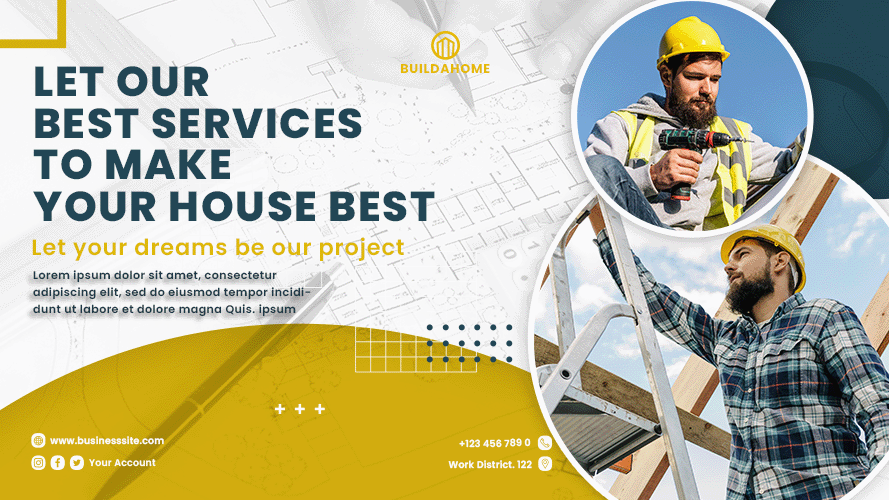 BUILDAHOME
LET OUR
BEST SERVICES
TO MAKE
YOUR HOUSE BEST
Let your dreams be our project
Lorem ipsum dolor sit amet, consectetur
adipiscing elit, sed do eiusmod tempor incidi-
dunt ut labore et dolore magna Quis. ipsum
www.businesssite.com
Your Account
+123 456 789 0
Work District. 122